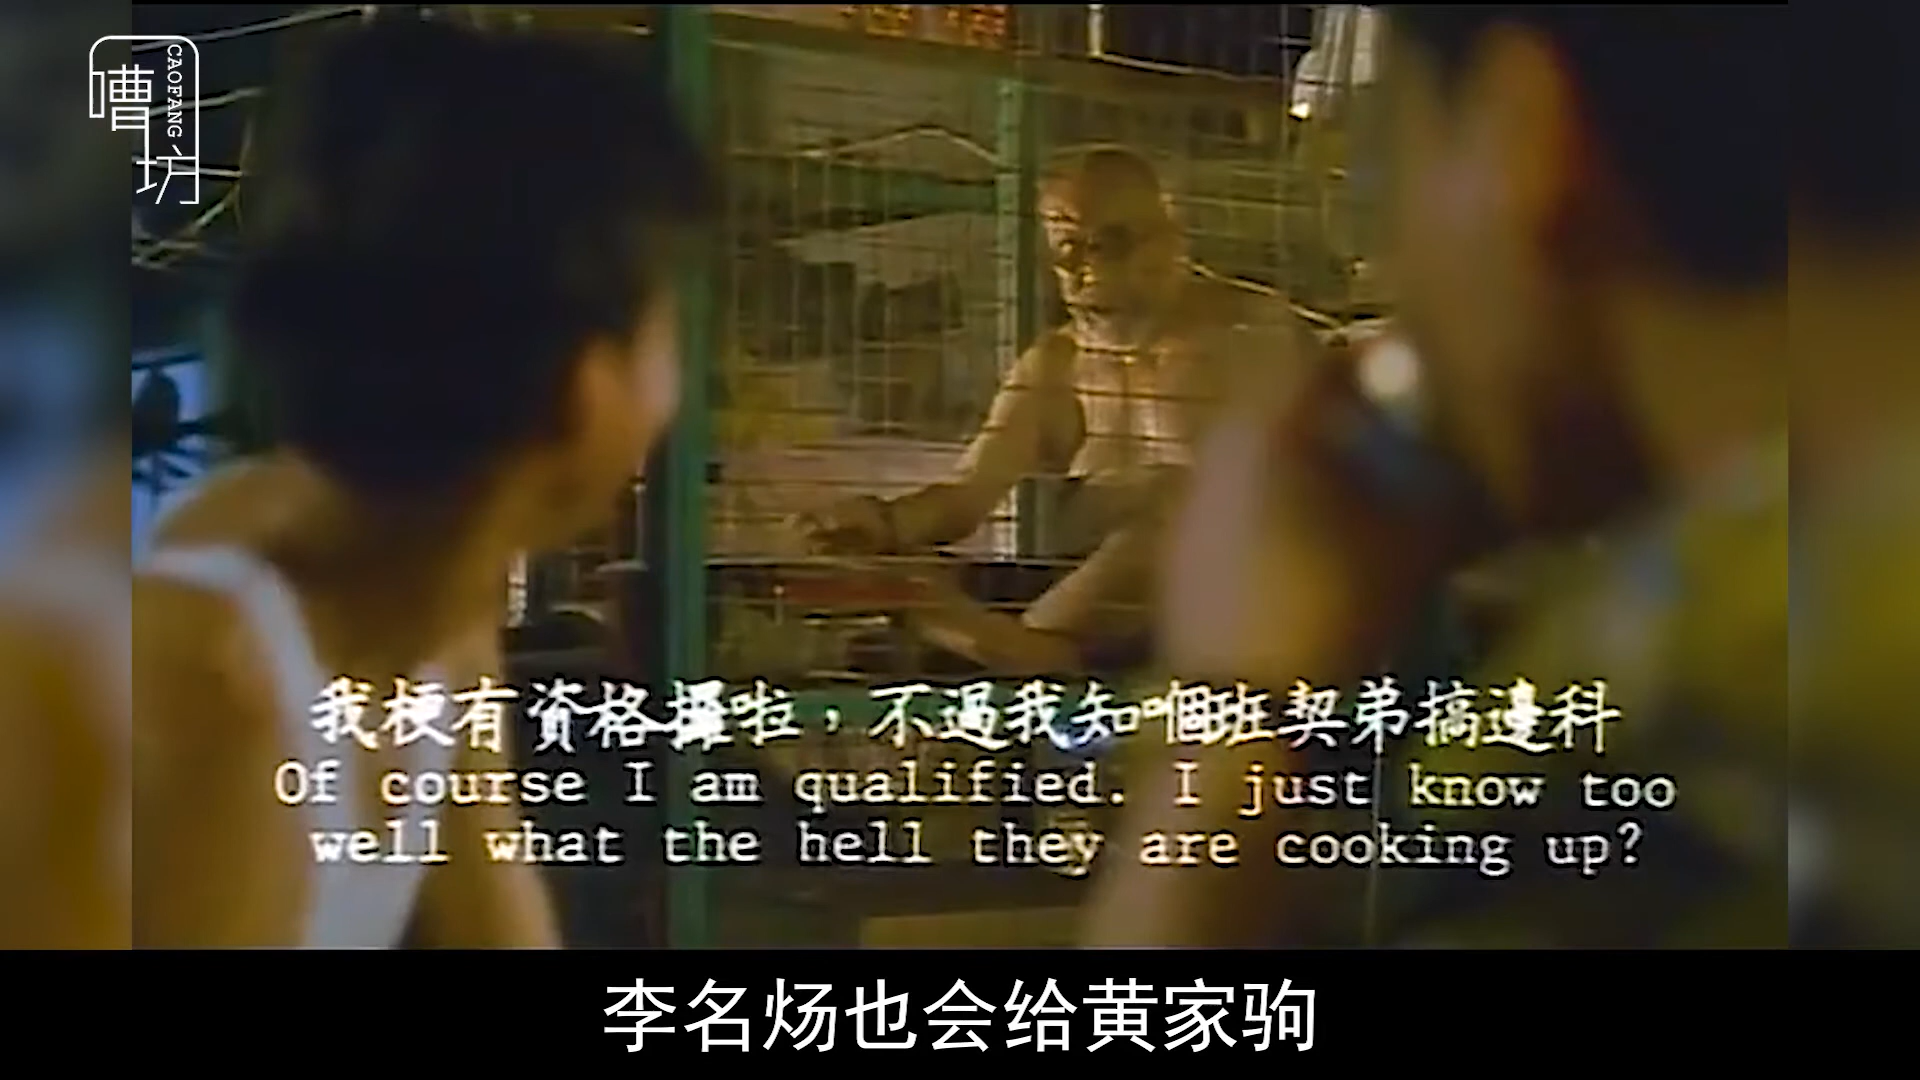 嘈坊
CAOFANG
我梗有資格攞啦，不過我知嗰班契弟搞邊科
Of course I am qualified. I just know too
well what the hell they are cooking up?
李名炀也会给黄家驹